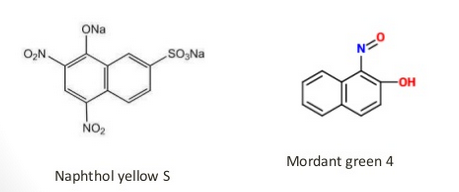 ONa
O₂N
SO₃Na
NO₂
Naphthol yellow S
N
O
OH
Mordant green 4